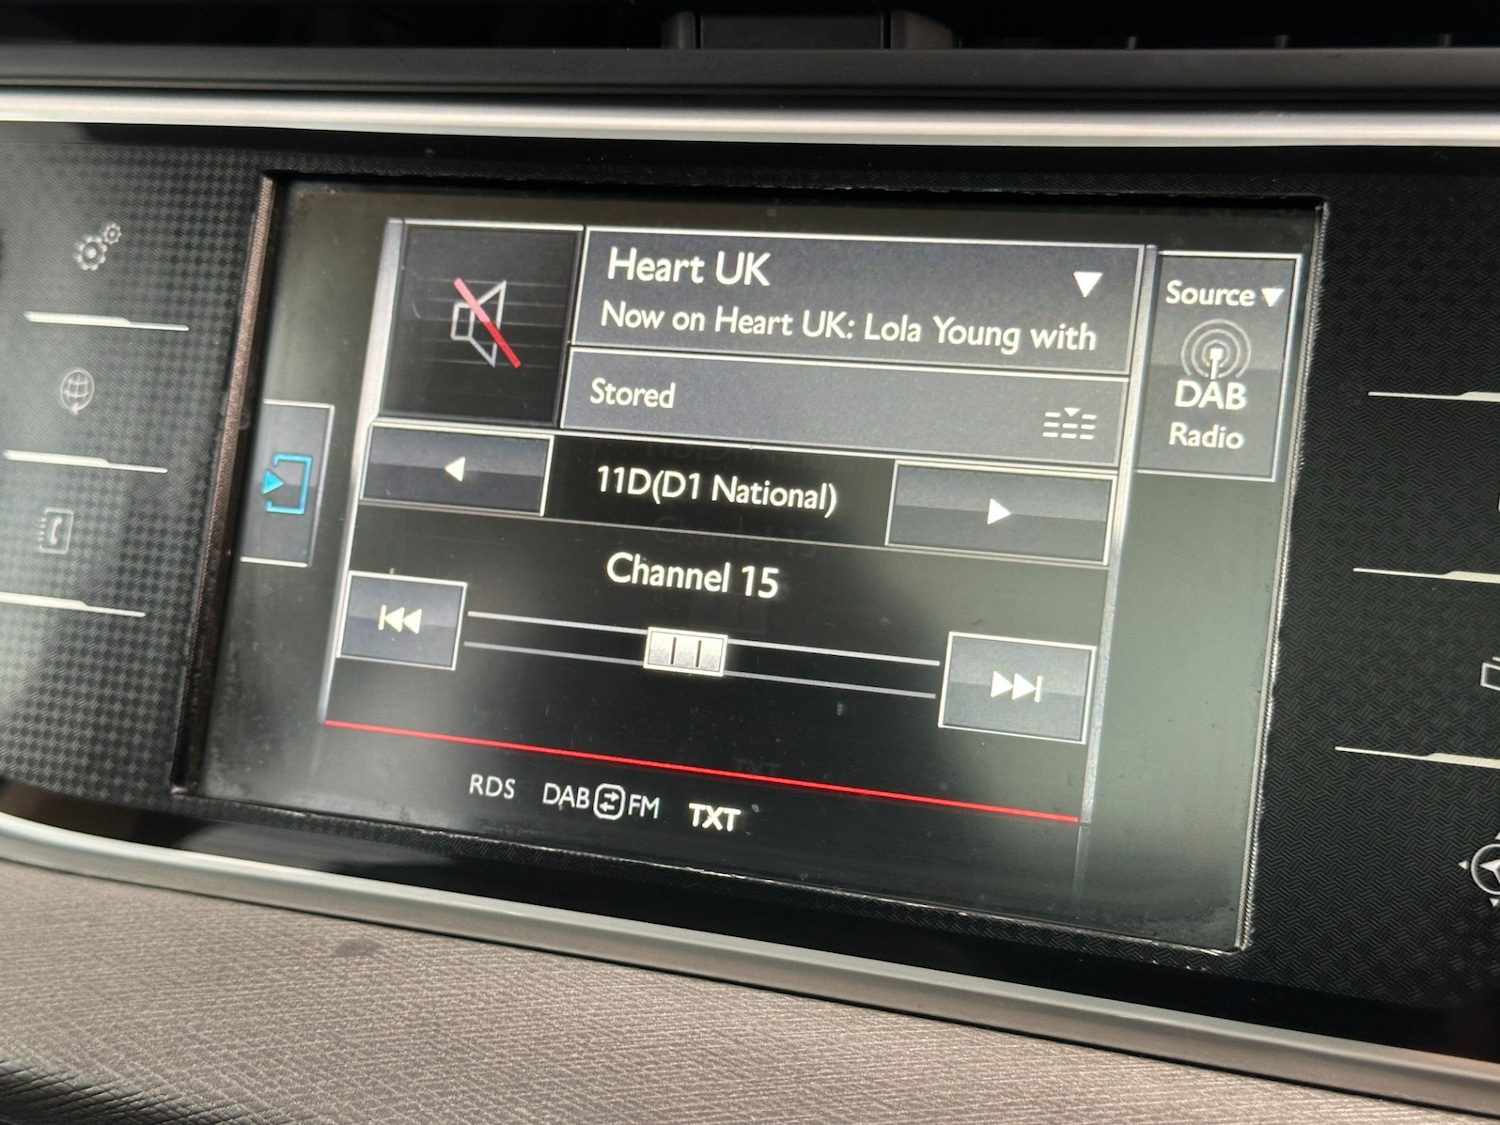 Heart UK
Now on Heart UK: Lola Young with
Source
DAB
Radio
Stored
11D(D1 National)
Channel 15
RDS
DAB FM
TXT